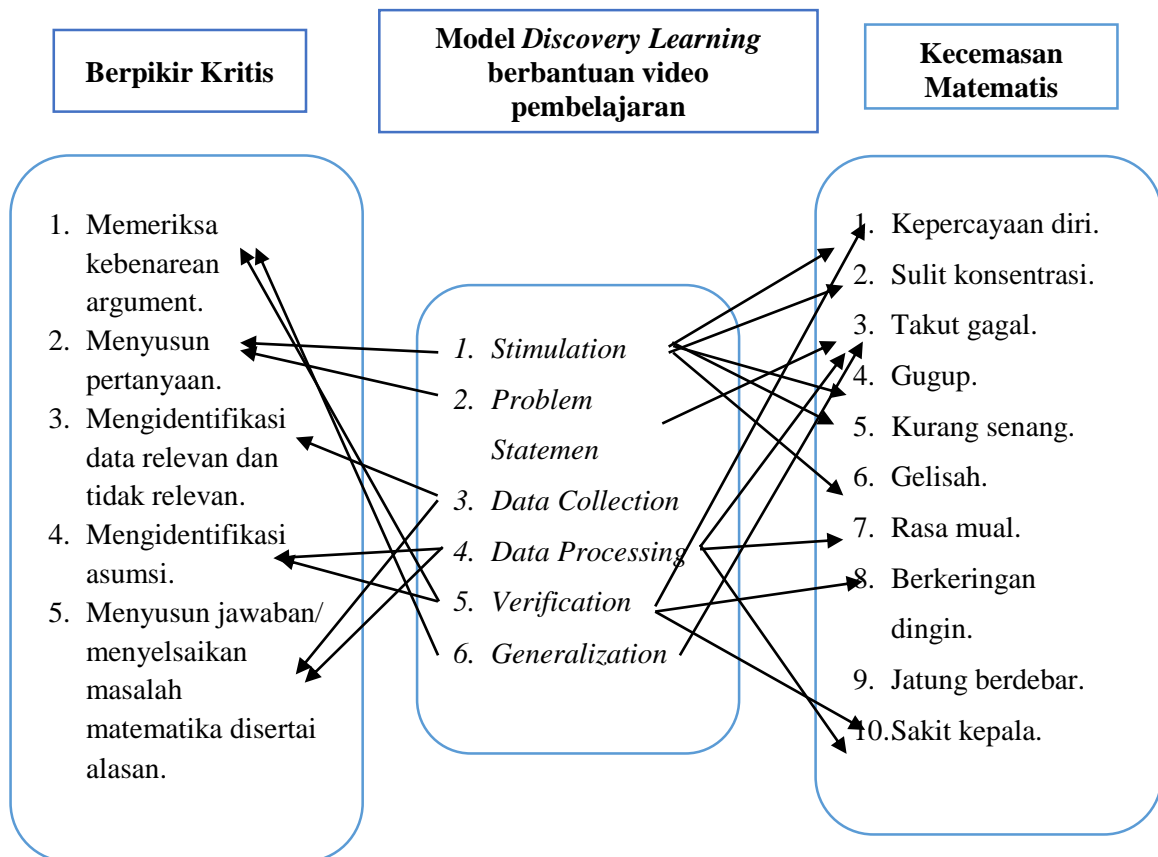 Berpikir Kritis
Model Discovery Learning
berbantuan video
pembelajaran
Kecemasan
Matematis
1. Memeriksa
kebenarean
argument.
2. Menyusun
pertanyaan.
3. Mengidentifikasi
data relevan dan
tidak relevan.
4. Mengidentifikasi
asumsi.
5. Menyusun jawaban/
menyelsaikan
masalah
matematika disertai
alasan.
1. Stimulation
2. Problem
Statemen
3. Data Collection
4. Data Processing
5. Verification
6. Generalization
1. Kepercayaan diri.
2. Sulit konsentrasi.
3. Takut gagal.
4. Gugup.
5. Kurang senang.
6. Gelisah.
7. Rasa mual.
8. Berkeringan
dingin.
9. Jatung berdebar.
10.Sakit kepala.